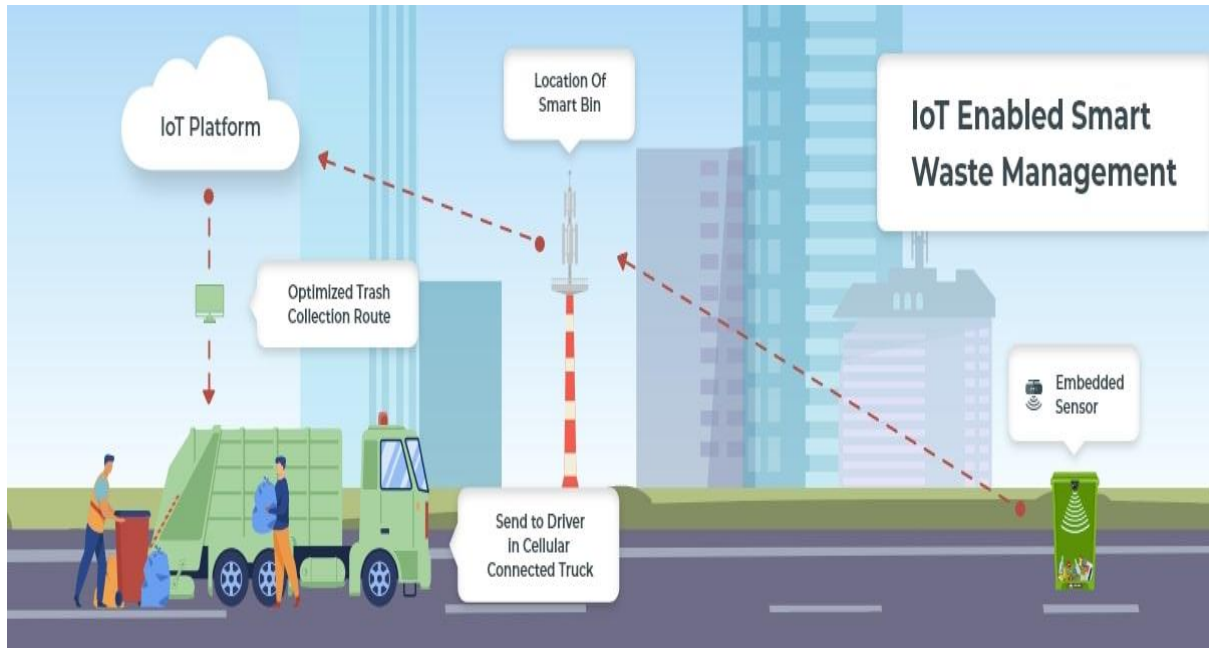 IoT Platform
Location Of
Smart Bin
IoT Enabled Smart
Waste Management
Optimized Trash
Collection Route
Embedded
Sensor
Send to Driver
in Cellular
Connected Truck